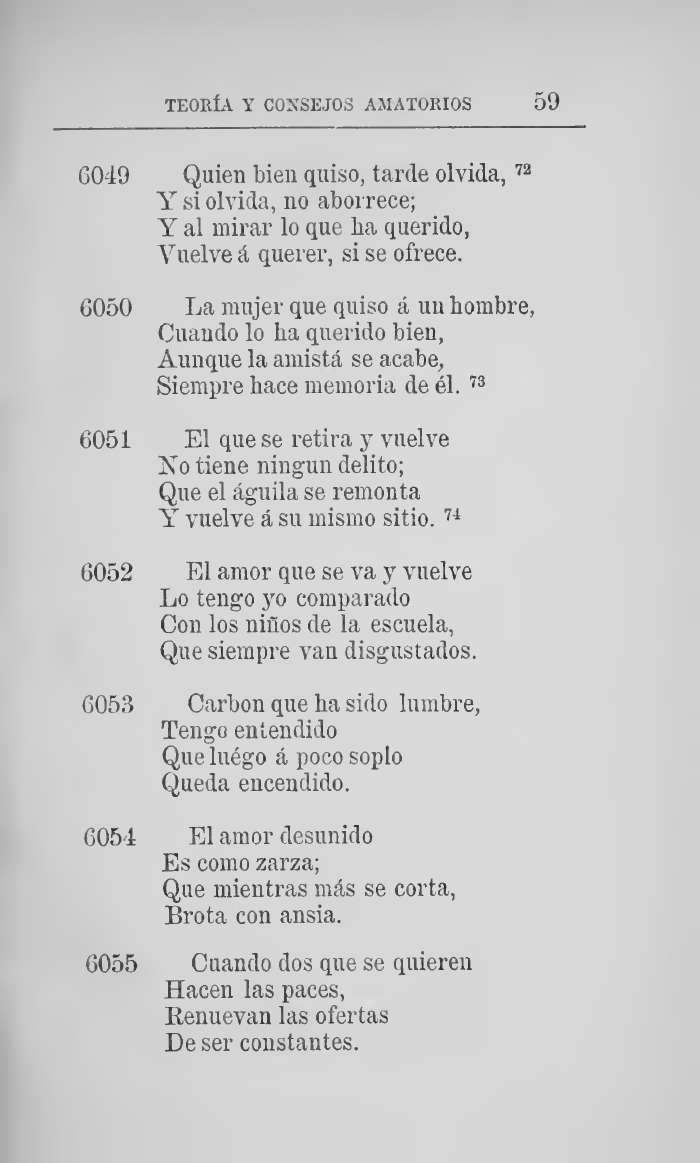 TEORÍA Y CONSEJOS AMATORIOS 59
6049 Quien bien quiso, tarde olvida, 72
Y si olvida, no aborrece;
Y al mirar lo que ha querido,
Vuelve á querer, si se ofrece.
6050 La mujer que quiso á un hombre,
Cuando lo ha querido bien,
Aunque la amistá se acabe,
Siempre hace memoria de él. 73
6051 El que se retira y vuelve
No tiene ningun delito;
Que el águila se remonta
Y vuelve á su mismo sitio. 74
6052 El amor que se va y vuelve
Lo tengo yo comparado
Con los niños de la escuela,
Que siempre van disgustados.
6053 Carbon que ha sido lumbre,
Tengo entendido
Que luégo á poco soplo
Queda encendido.
6054 El amor desunido
Es como zarza;
Que mientras más se corta,
Brota con ansia.
6055 Cuando dos que se quieren
Hacen las paces,
Renuevan las ofertas
De ser constantes.